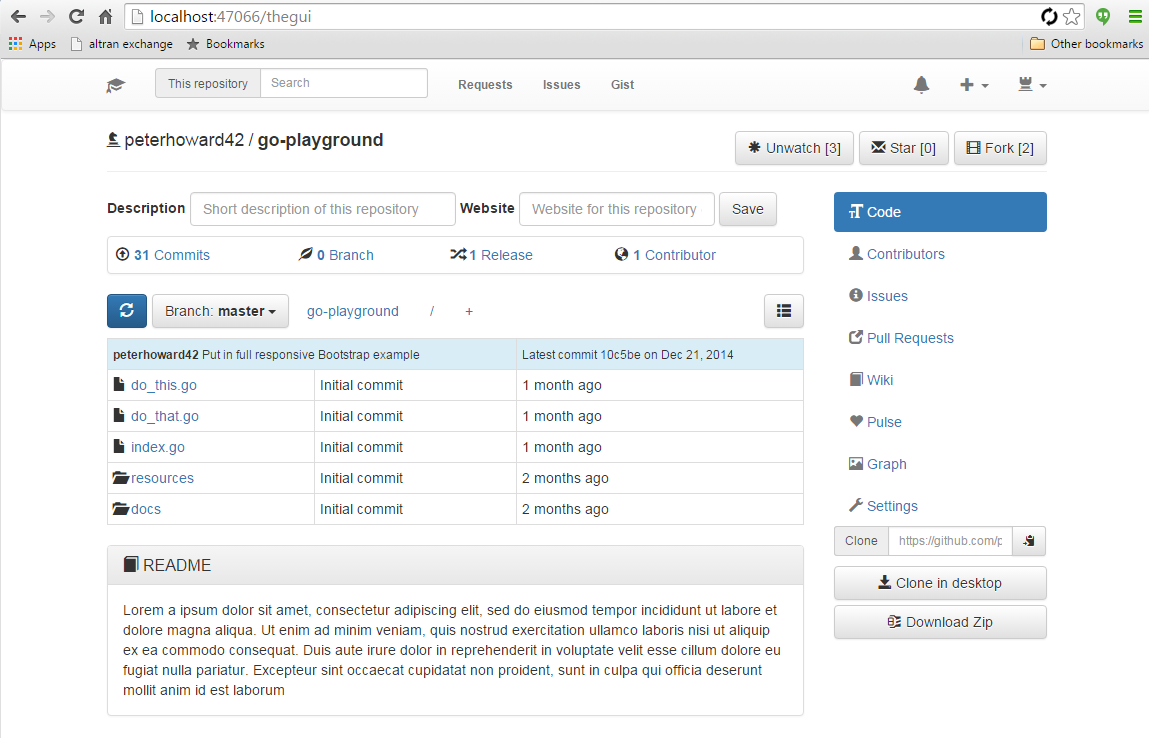 localhost:47066/thegui
Apps altran exchange Bookmarks Other bookmarks
This repository Search Requests Issues Gist
peterhoward42 / go-playground
Unwatch [3] Star [0] Fork [2]
Description Short description of this repository Website Website for this repository Save
31 Commits 0 Branch 1 Release 1 Contributor
Branch: master go-playground / +
peterhoward42 Put in full responsive Bootstrap example Latest commit 10c5be on Dec 21, 2014
do_this.go Initial commit 1 month ago
do_that.go Initial commit 1 month ago
index.go Initial commit 1 month ago
resources Initial commit 2 months ago
docs Initial commit 2 months ago
README
Lorem a ipsum dolor sit amet, consectetur adipiscing elit, sed do eiusmod tempor incididunt ut labore et
dolore magna aliqua. Ut enim ad minim veniam, quis nostrud exercitation ullamco laboris nisi ut aliquip
ex ea commodo consequat. Duis aute irure dolor in reprehenderit in voluptate velit esse cillum dolore eu
fugiat nulla pariatur. Excepteur sint occaecat cupidatat non proident, sunt in culpa qui officia deserunt
mollit anim id est laborum
Code
Contributors
Issues
Pull Requests
Wiki
Pulse
Graph
Settings
Clone https://github.com/p
Clone in desktop
Download Zip